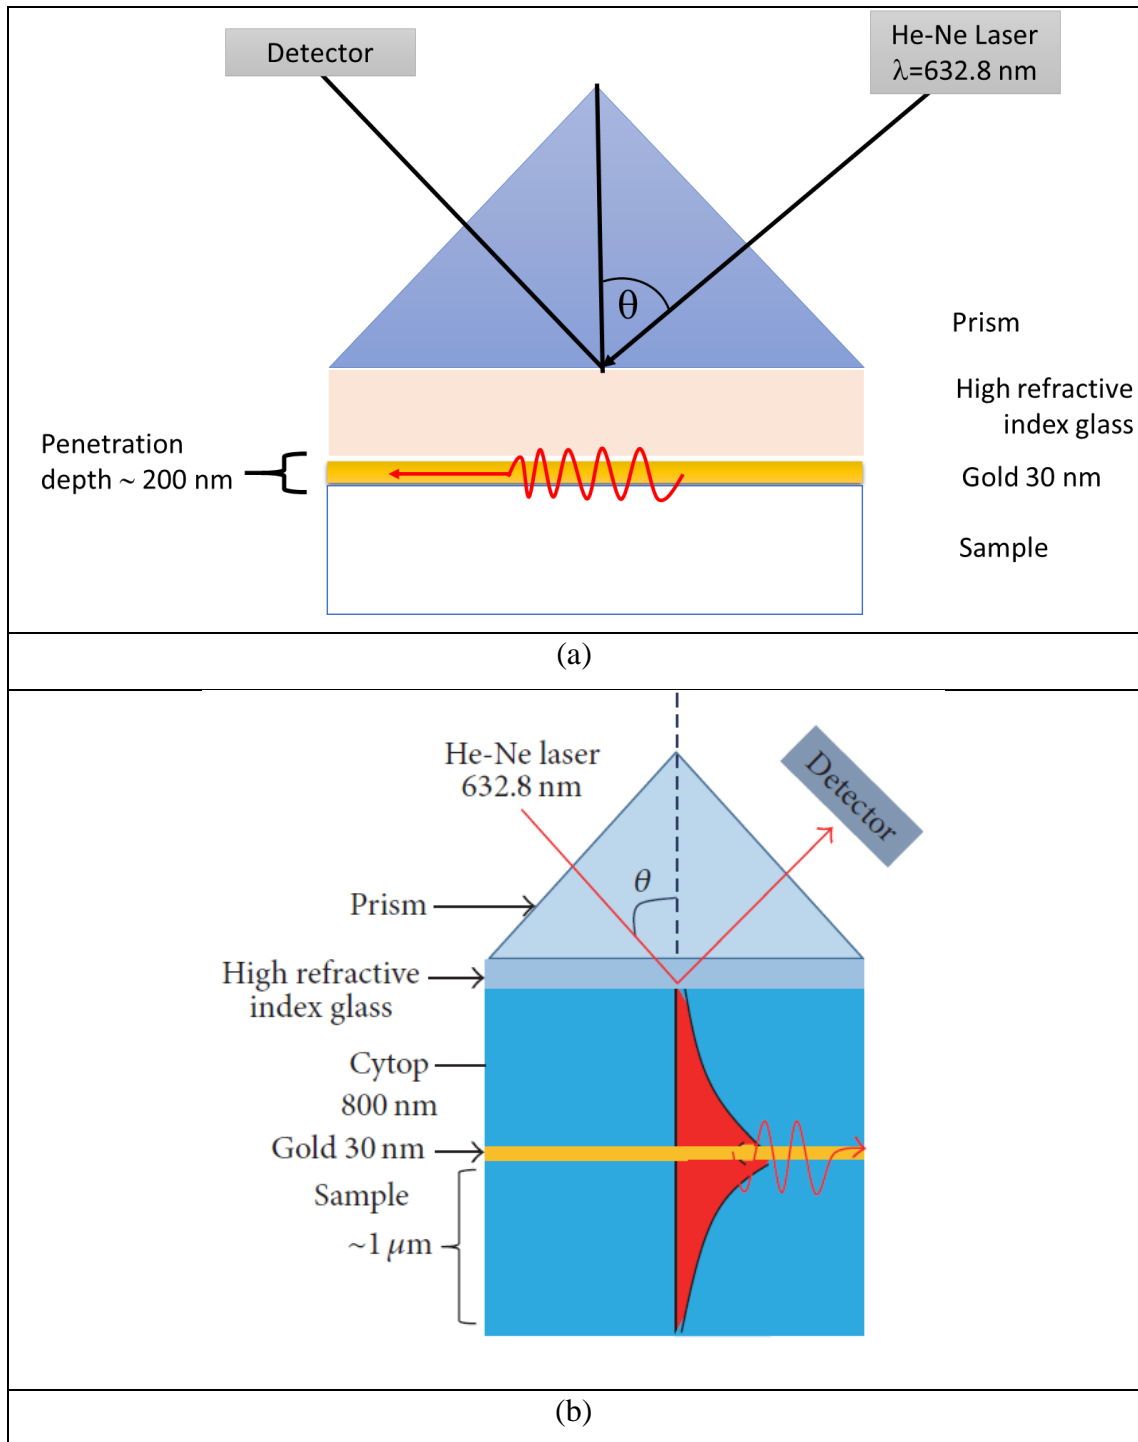 Detector
He-Ne Laser
λ=632.8 nm
θ
Prism
High refractive
index glass
Penetration
depth ~ 200 nm
Gold 30 nm
Sample
(a)
He-Ne laser
632.8 nm
Detector
θ
Prism
High refractive
index glass
Cytop
800 nm
Gold 30 nm
Sample
~1 μm
(b)